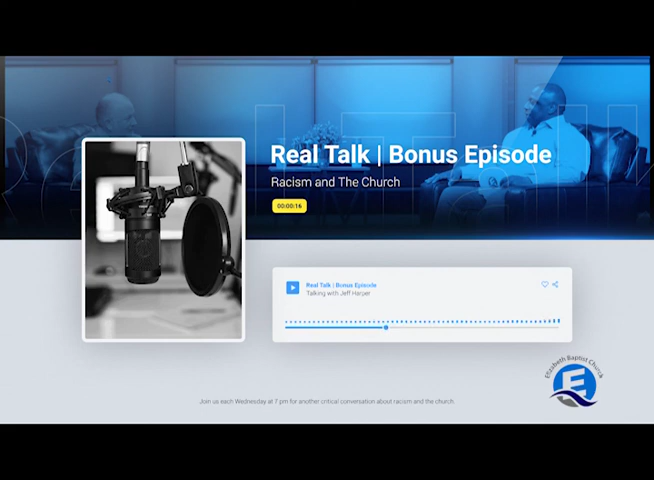 Real Talk | Bonus Episode
Racism and The Church
00:00:16
Real Talk | Bonus Episode
Talking with Jeff Harper
Elizabeth Baptist Church
E
Join us each Wednesday at 7 pm for another critical conversation about racism and the church.